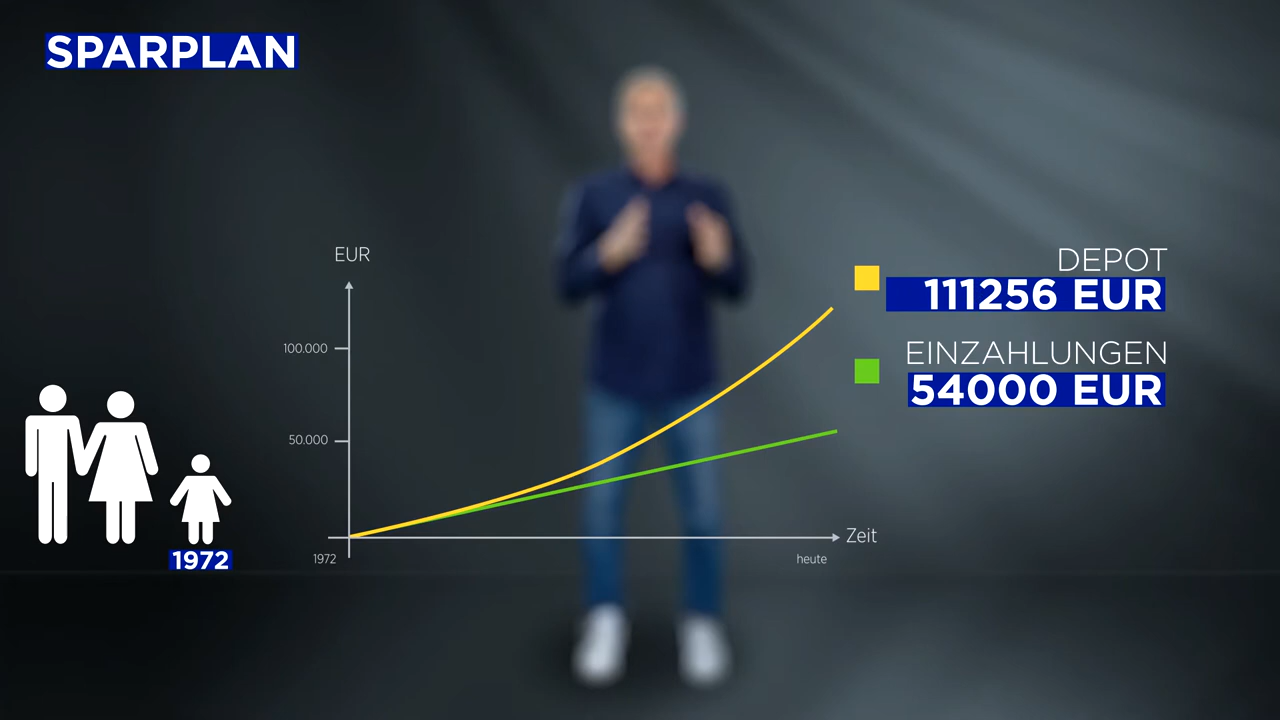 SPARPLAN
EUR
100.000
50.000
1972
heute
Zeit
DEPOT
111256 EUR
EINZAHLUNGEN
54000 EUR
1972